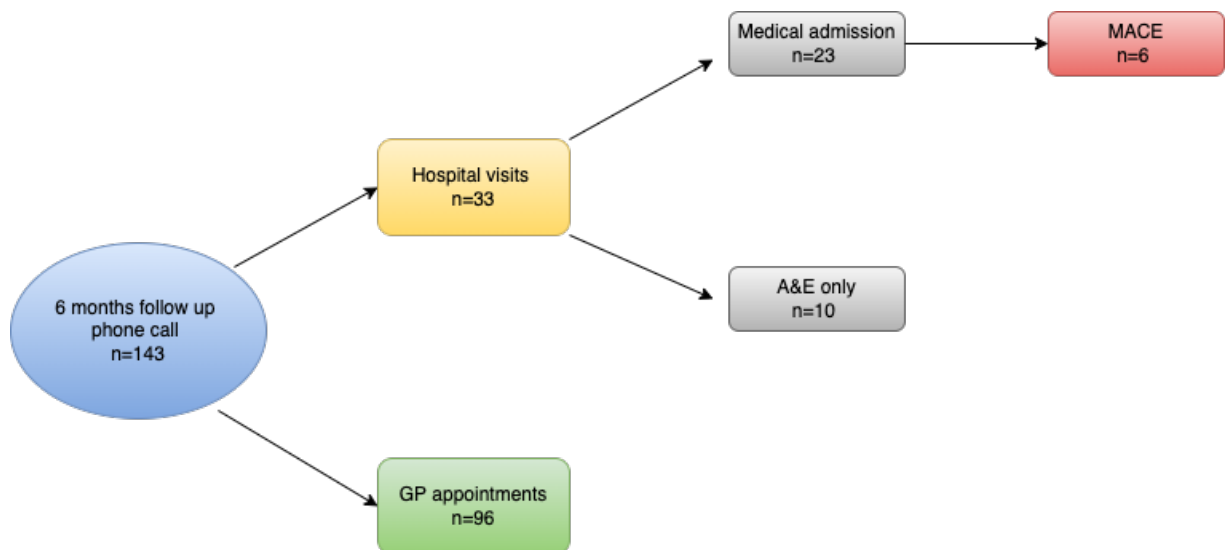 Medical admission
n=23
MACE
n=6
Hospital visits
n=33
6 months follow up
phone call
n=143
A&E only
n=10
GP appointments
n=96